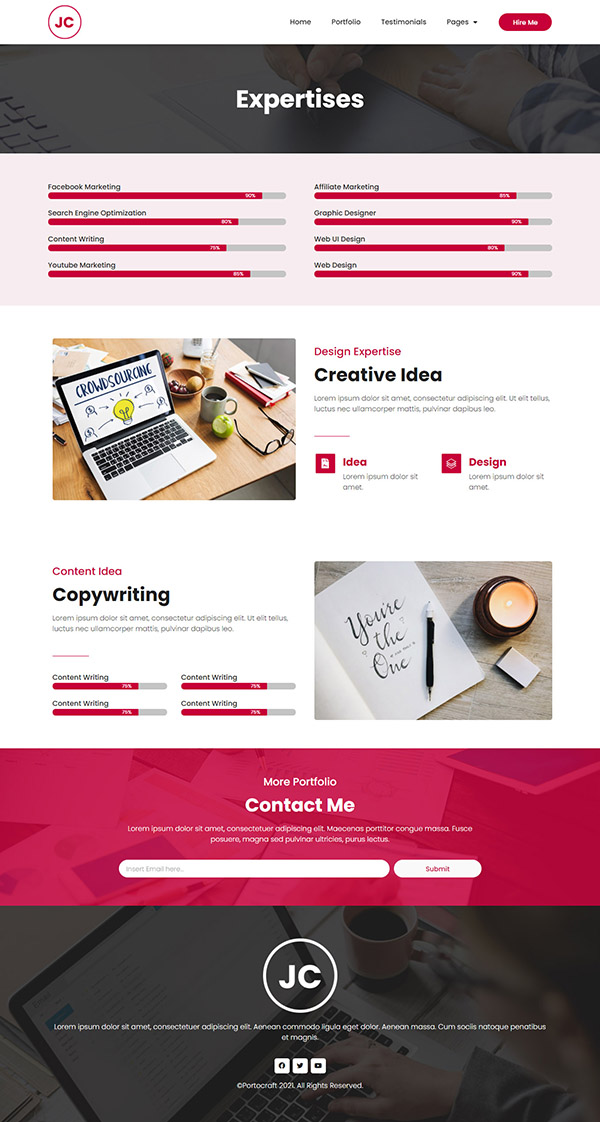 JC
Home Portfolio Testimonials Pages Hire Me
Expertises
Facebook Marketing
90%
Search Engine Optimization
80%
Content Writing
75%
Youtube Marketing
85%
Affiliate Marketing
85%
Graphic Designer
90%
Web UI Design
80%
Web Design
90%
CROWDSOURCING
Design Expertise
Creative Idea
Lorem ipsum dolor sit amet, consectetur adipiscing elit. Ut elit tellus,
luctus nec ullamcorper mattis, pulvinar dapibus leo.
Idea
Lorem ipsum dolor sit
amet.
Design
Lorem ipsum dolor sit
amet.
Content Idea
Copywriting
Lorem ipsum dolor sit amet, consectetur adipiscing elit. Ut elit tellus,
luctus nec ullamcorper mattis, pulvinar dapibus leo.
Content Writing
75%
Content Writing
75%
Content Writing
75%
Content Writing
75%
You're
the
One
More Portfolio
Contact Me
Lorem ipsum dolor sit amet, consectetuer adipiscing elit. Maecenas porttitor congue massa. Fusce
posuere, magna sed pulvinar ultricies, purus lectus.
Insert Email here..
Submit
JC
Lorem ipsum dolor sit amet, consectetuer adipiscing elit. Aenean commodo ligula eget dolor. Aenean massa. Cum sociis natoque penatibus
et magnis.
©Portocraft 2021. All Rights Reserved.